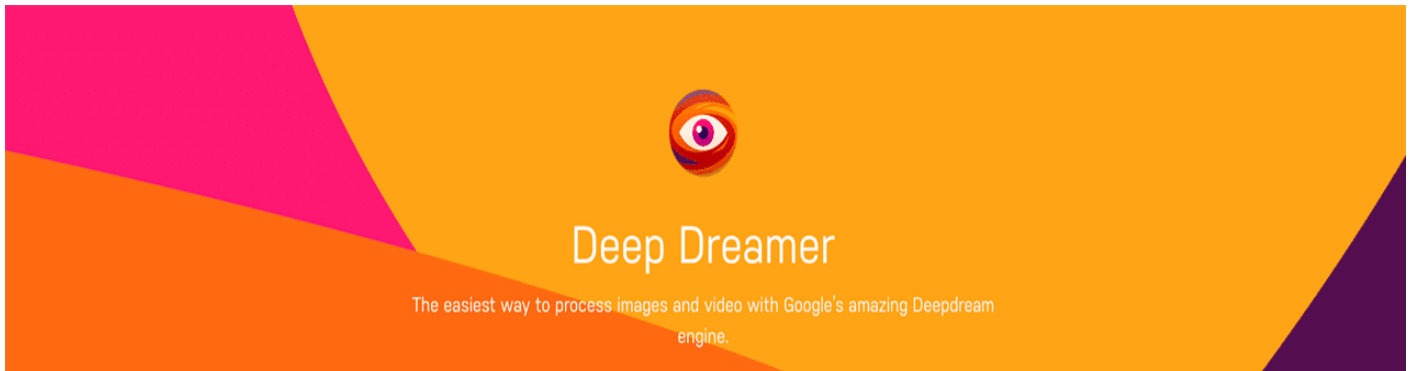 Deep Dreamer
The easiest way to process images and video with Google's amazing Deepdream
engine.